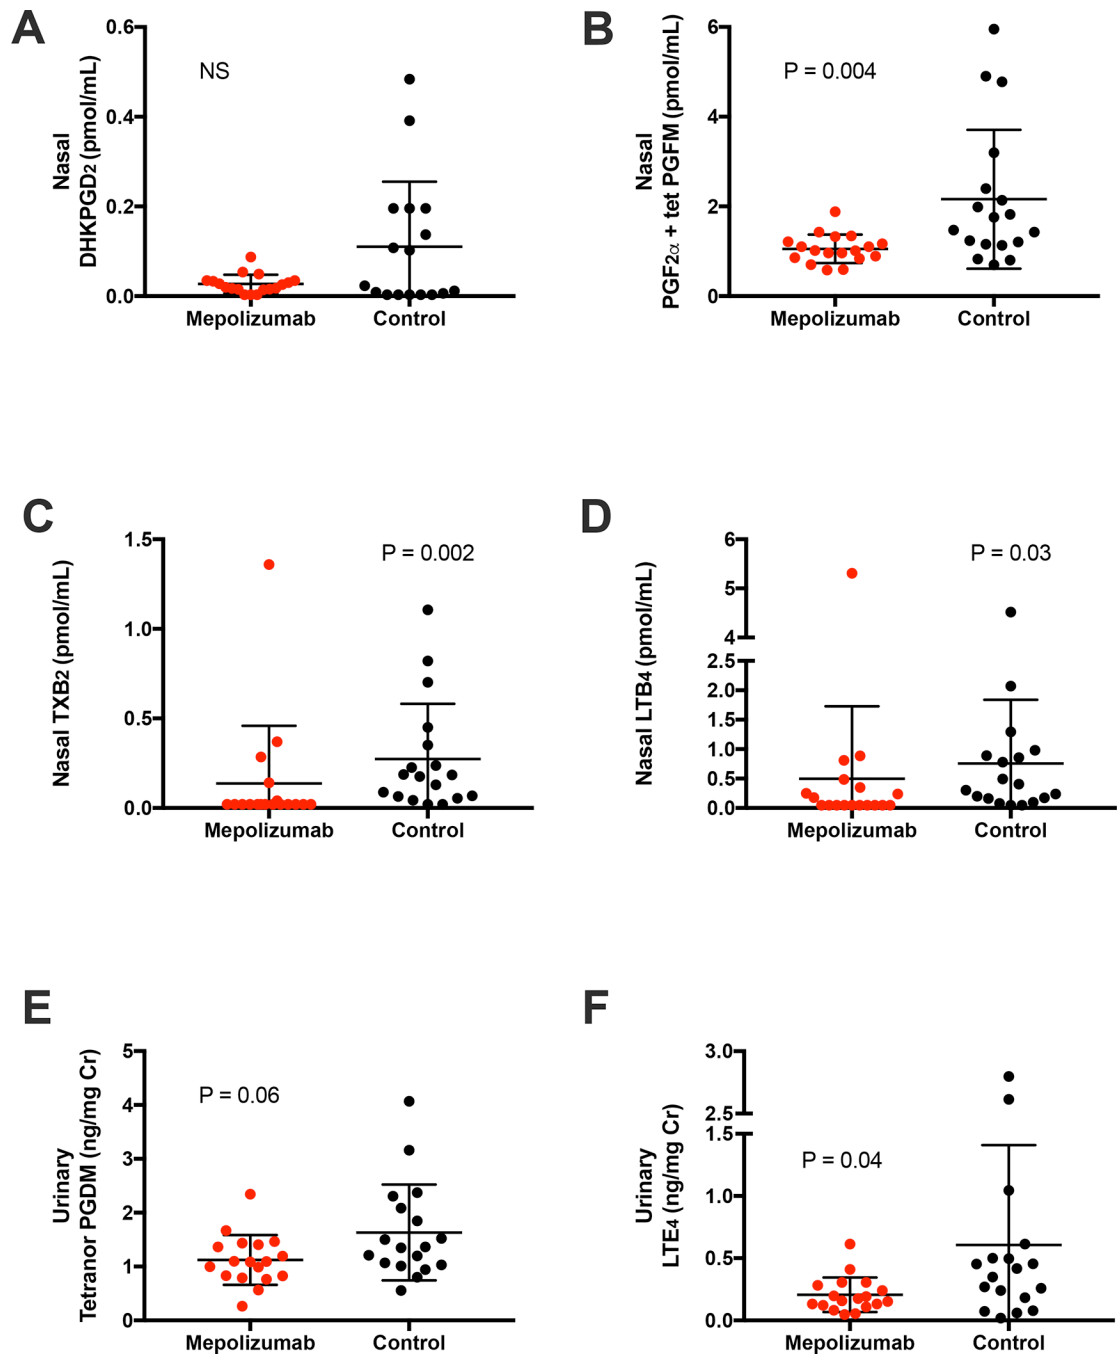 A
Nasal
DHKPGD2 (pmol/mL)
0.6
0.4
0.2
0.0
NS
Mepolizumab Control
B
Nasal
PGF2α + tet PGFM (pmol/mL)
6
4
2
0
P = 0.004
Mepolizumab Control
C
Nasal TXB2 (pmol/mL)
1.5
1.0
0.5
0.0
P = 0.002
Mepolizumab Control
D
Nasal LTB4 (pmol/mL)
6
5
4
2.5
2.0
1.5
1.0
0.5
0.0
P = 0.03
Mepolizumab Control
E
Urinary
Tetranor PGDM (ng/mg Cr)
5
4
3
2
1
0
P = 0.06
Mepolizumab Control
F
Urinary
LTE4 (ng/mg Cr)
3.0
2.5
1.5
1.0
0.5
0.0
P = 0.04
Mepolizumab Control